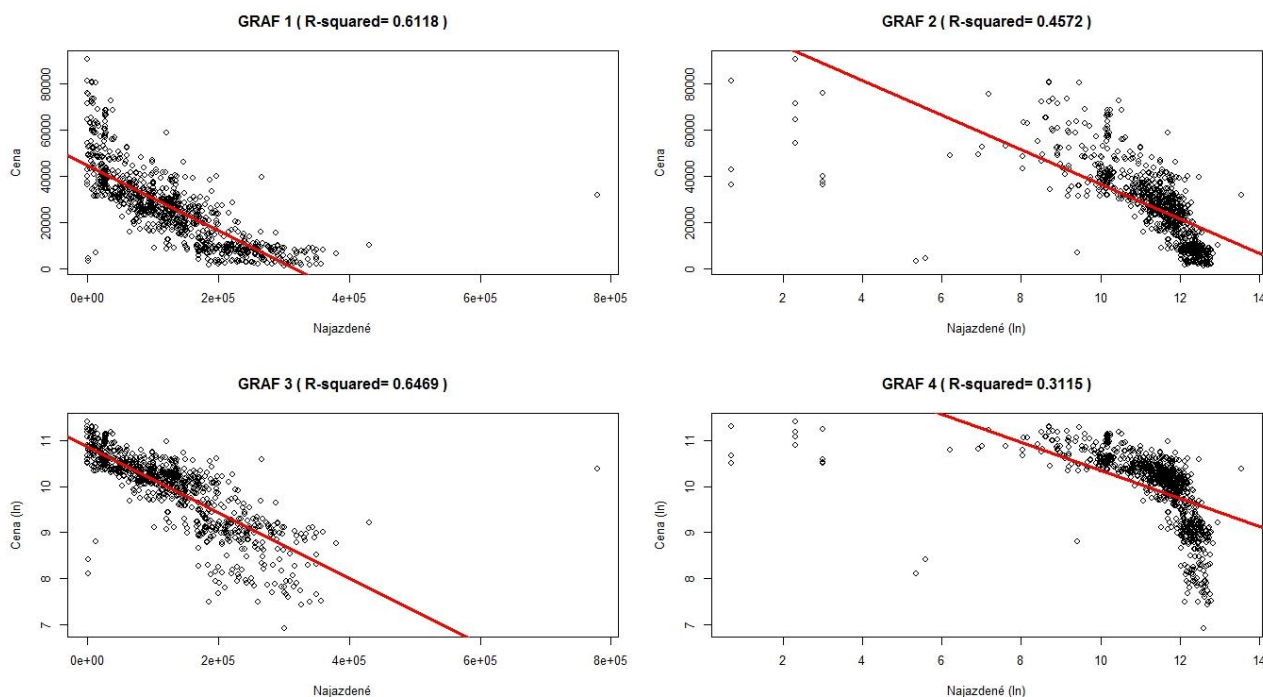 GRAF 1 ( R-squared= 0.6118 )
Cena
80000
60000
40000
20000
0
0e+00 2e+05 4e+05 6e+05 8e+05
Najazdené
GRAF 2 ( R-squared= 0.4572 )
Cena
80000
60000
40000
20000
0
2 4 6 8 10 12 14
Najazdené (ln)
GRAF 3 ( R-squared= 0.6469 )
Cena (ln)
11
10
9
8
7
0e+00 2e+05 4e+05 6e+05 8e+05
Najazdené
GRAF 4 ( R-squared= 0.3115 )
Cena (ln)
11
10
9
8
7
2 4 6 8 10 12 14
Najazdené (ln)